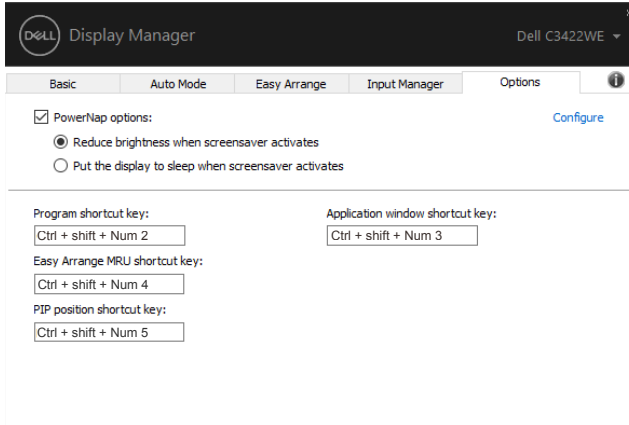 DELL Display Manager
Dell C3422WE
Basic Auto Mode Easy Arrange Input Manager Options
PowerNap options:
Configure
Reduce brightness when screensaver activates
Put the display to sleep when screensaver activates
Program shortcut key:
Application window shortcut key:
Ctrl + shift + Num 2
Ctrl + shift + Num 3
Easy Arrange MRU shortcut key:
Ctrl + shift + Num 4
PIP position shortcut key:
Ctrl + shift + Num 5